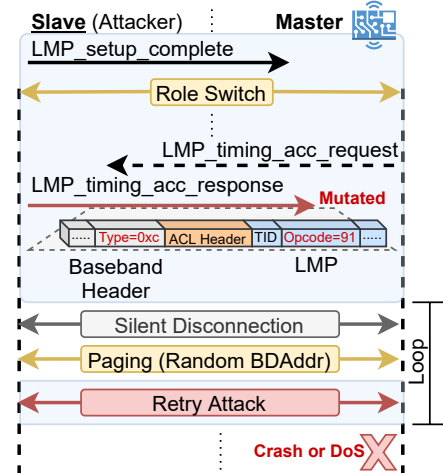 Slave (Attacker) Master
LMP_setup_complete
Role Switch
LMP_timing_acc_request
LMP_timing_acc_response
Mutated
..... Type=0xc ACL Header TID Opcode=91 .....
Baseband Header
LMP
Silent Disconnection
Paging (Random BDAddr)
Retry Attack
Loop
Crash or DoS